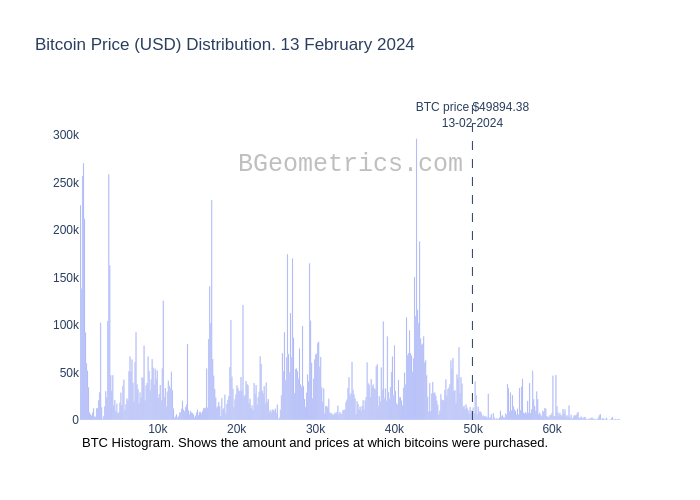 Bitcoin Price (USD) Distribution. 13 February 2024
BTC price $49894.38
13-02-2024
BGeometrics.com
300k
250k
200k
150k
100k
50k
0
10k 20k 30k 40k 50k 60k
BTC Histogram. Shows the amount and prices at which bitcoins were purchased.